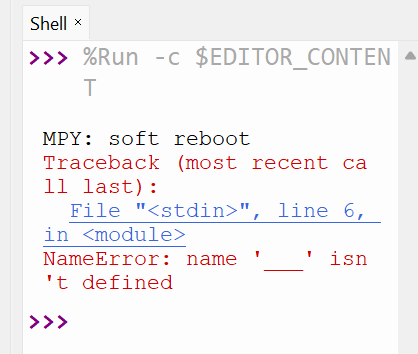 Shell ×
>>> %Run -c $EDITOR_CONTEN
T
MPY: soft reboot
Traceback (most recent ca
ll last):
  File "<stdin>", line 6, 
in <module>
NameError: name '___' isn
't defined
>>>